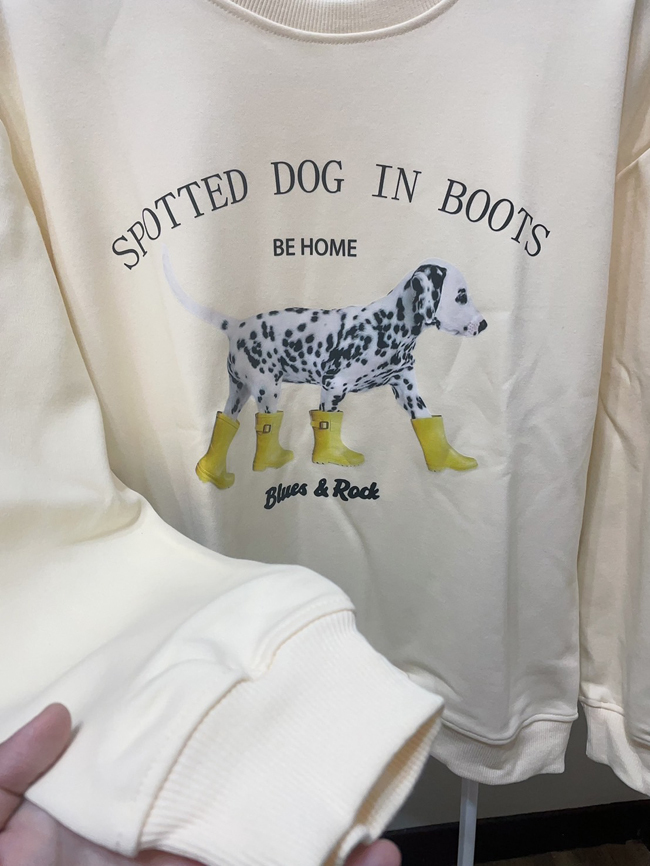 SPOTTED DOG IN BOOTS
BE HOME
Blues & Rock